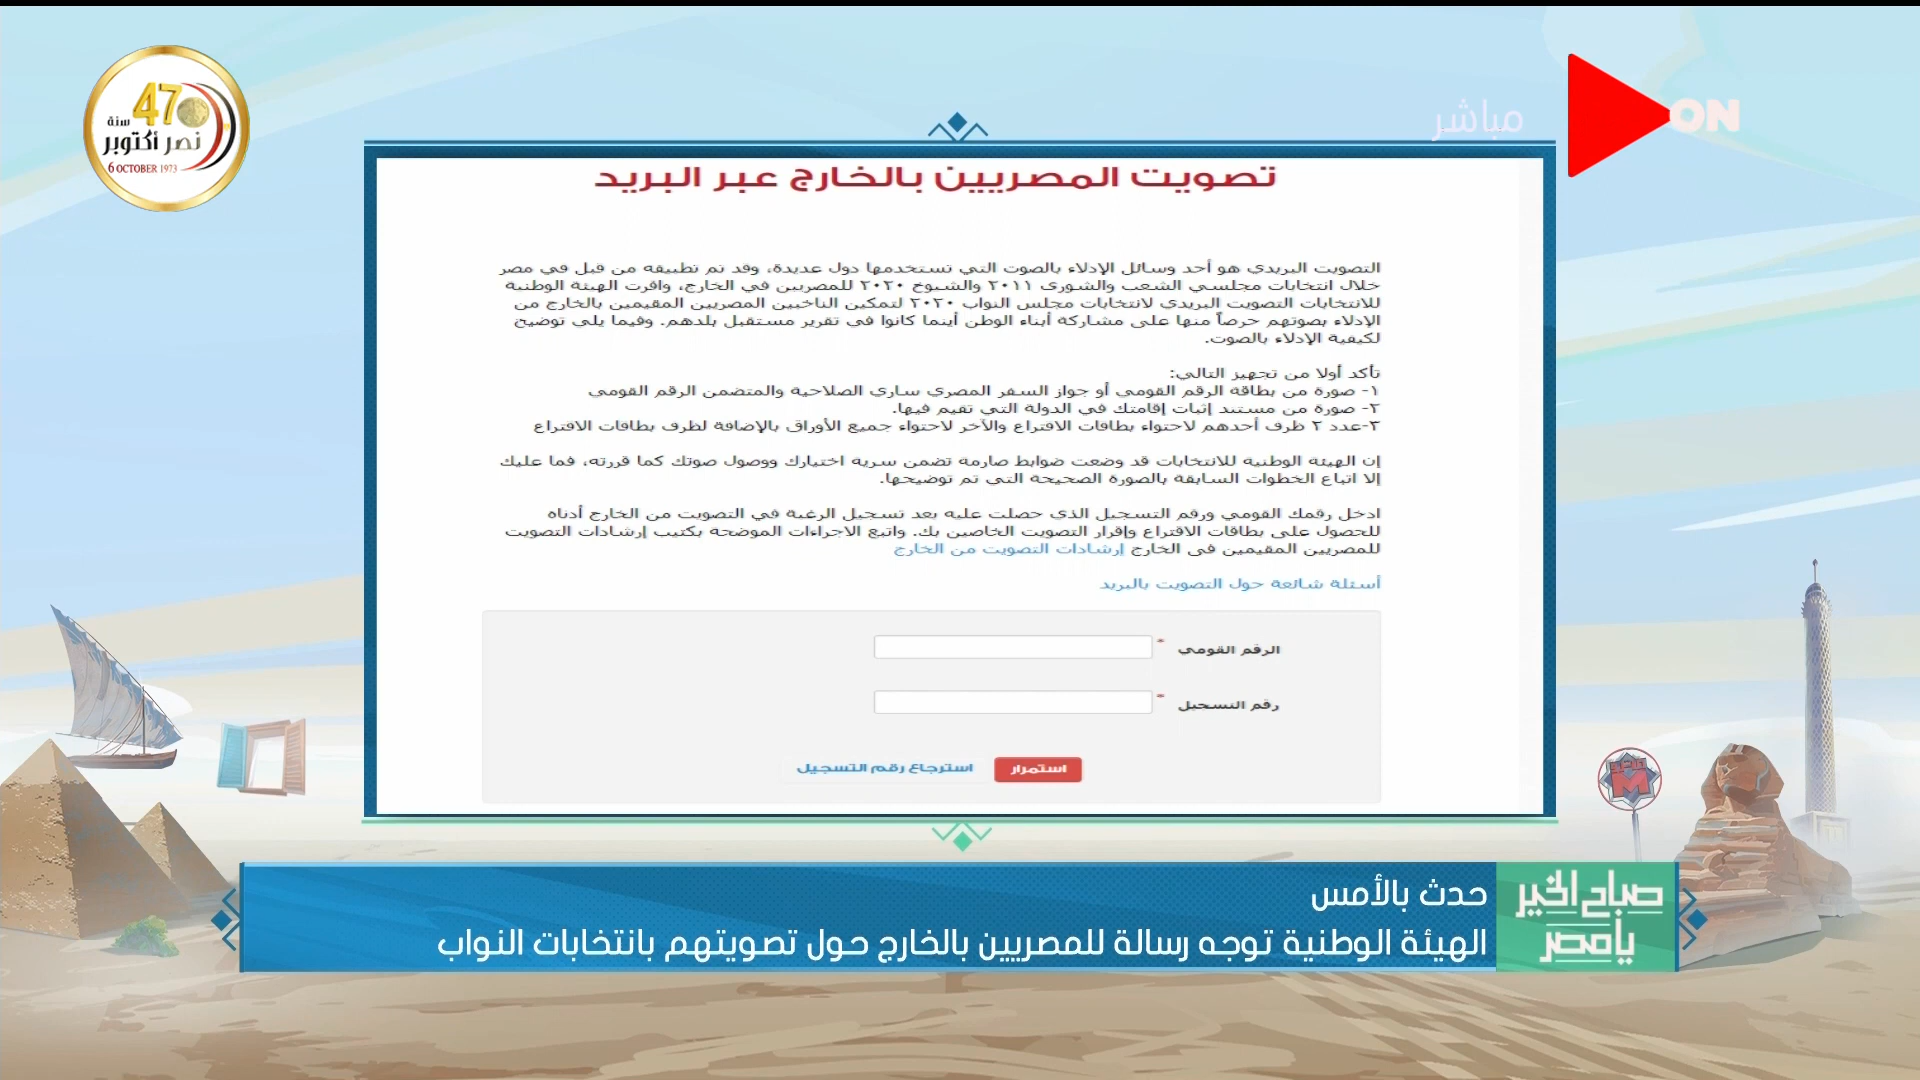 47
سنة
نصر أكتوبر
6 OCTOBER 1973
مباشر
ON
تصويت المصريين بالخارج عبر البريد
التصويت البريدي هو أحد وسائل الإدلاء بالصوت التي تستخدمها دول عديدة، وقد تم تطبيقه من قبل في مصر
خلال انتخابات مجلسي الشعب والشورى ٢٠١١ والشيوخ ٢٠٢٠ للمصريين في الخارج، واقرت الهيئة الوطنية
للانتخابات التصويت البريدي لانتخابات مجلس النواب ٢٠٢٠ لتمكين الناخبين المصريين المقيمين بالخارج من
الإدلاء بصوتهم حرصاً منها على مشاركة أبناء الوطن أينما كانوا في تقرير مستقبل بلدهم. وفيما يلي توضيح
لكيفية الإدلاء بالصوت.
تأكد أولا من تجهيز التالي:
١- صورة من بطاقة الرقم القومي أو جواز السفر المصري ساري الصلاحية والمتضمن الرقم القومي
٢- صورة من مستند إثبات إقامتك في الدولة التي تقيم فيها.
٣-عدد ٢ ظرف أحدهم لاحتواء بطاقات الاقتراع والآخر لاحتواء جميع الأوراق بالإضافة لظرف بطاقات الاقتراع
إن الهيئة الوطنية للانتخابات قد وضعت ضوابط صارمة تضمن سرية اختيارك ووصول صوتك كما قررته، فما عليك
إلا اتباع الخطوات السابقة بالصورة الصحيحة التي تم توضيحها.
ادخل رقمك القومي ورقم التسجيل الذي حصلت عليه بعد تسجيل الرغبة في التصويت من الخارج أدناه
للحصول على بطاقات الاقتراع وإقرار التصويت الخاصين بك. واتبع الاجراءات الموضحة بكتيب إرشادات التصويت
للمصريين المقيمين في الخارج إرشادات التصويت من الخارج
أسئلة شائعة حول التصويت بالبريد
الرقم القومي *
رقم التسجيل *
استمرار استرجاع رقم التسجيل
مترو
M
صباح الخير
يا مصر
حدث بالأمس
الهيئة الوطنية توجه رسالة للمصريين بالخارج حول تصويتهم بانتخابات النواب